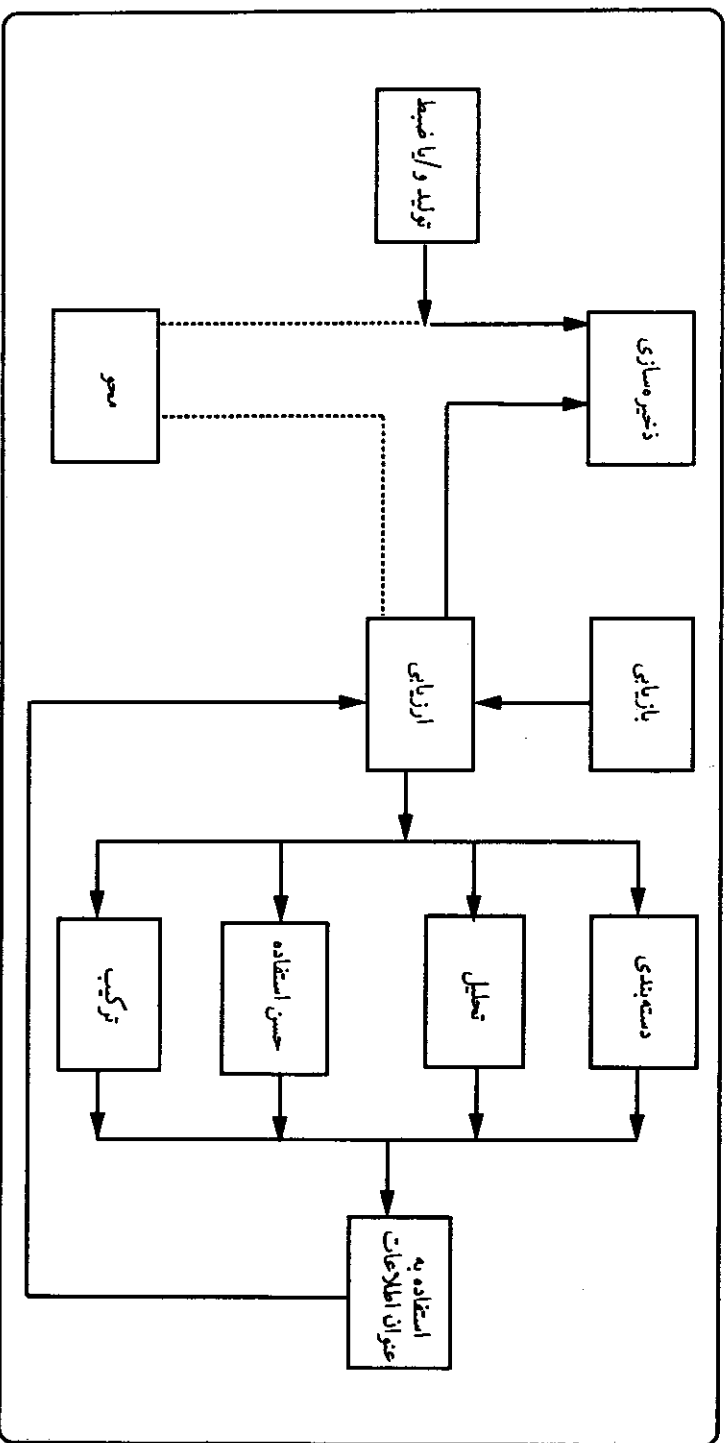 تولید و/یا ضبط
ذخیره‌سازی
محو
بازیابی
ارزیابی
دسته‌بندی
تحلیل
حسن استفاده
ترکیب
استفاده به
عنوان اطلاعات